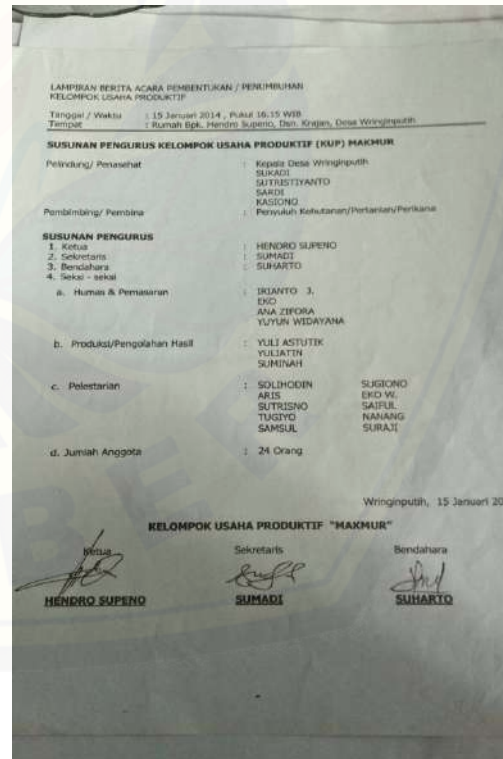 LAMPIRAN BERITA ACARA PEMBENTUKAN / PENUMBUHAN
KELOMPOK USAHA PRODUKTIF
Tanggal / Waktu : 15 Januari 2014 , Pukul 16.15 WIB
Tempat : Rumah Bpk. Hendro Supeno, Dsn. Krajan, Desa Wringinputih
SUSUNAN PENGURUS KELOMPOK USAHA PRODUKTIF (KUP) MAKMUR
Pelindung/ Penasehat : Kepala Desa Wringinputih
SUKADI
SUTRISTIYANTO
SARDI
KASIONO
Pembimbing/ Pembina : Penyuluh Kehutanan/Pertanian/Perikana
SUSUNAN PENGURUS
1. Ketua : HENDRO SUPENO
2. Sekretaris : SUMADI
3. Bendahara : SUHARTO
4. Seksi - seksi
a. Humas & Pemasaran : IRIANTO J.
EKO
ANA ZIFORA
YUYUN WIDAYANA
b. Produksi/Pengolahan Hasil : YULI ASTUTIK
YULIATIN
SUMINAH
c. Pelestarian : SOLIHODIN SUGIONO
ARIS EKO W.
SUTRISNO SAIFUL
TUGIYO NANANG
SAMSUL SURAJI
d. Jumlah Anggota : 24 Orang
Wringinputih, 15 Januari 20
KELOMPOK USAHA PRODUKTIF "MAKMUR"
Ketua Sekretaris Bendahara
HENDRO SUPENO SUMADI SUHARTO